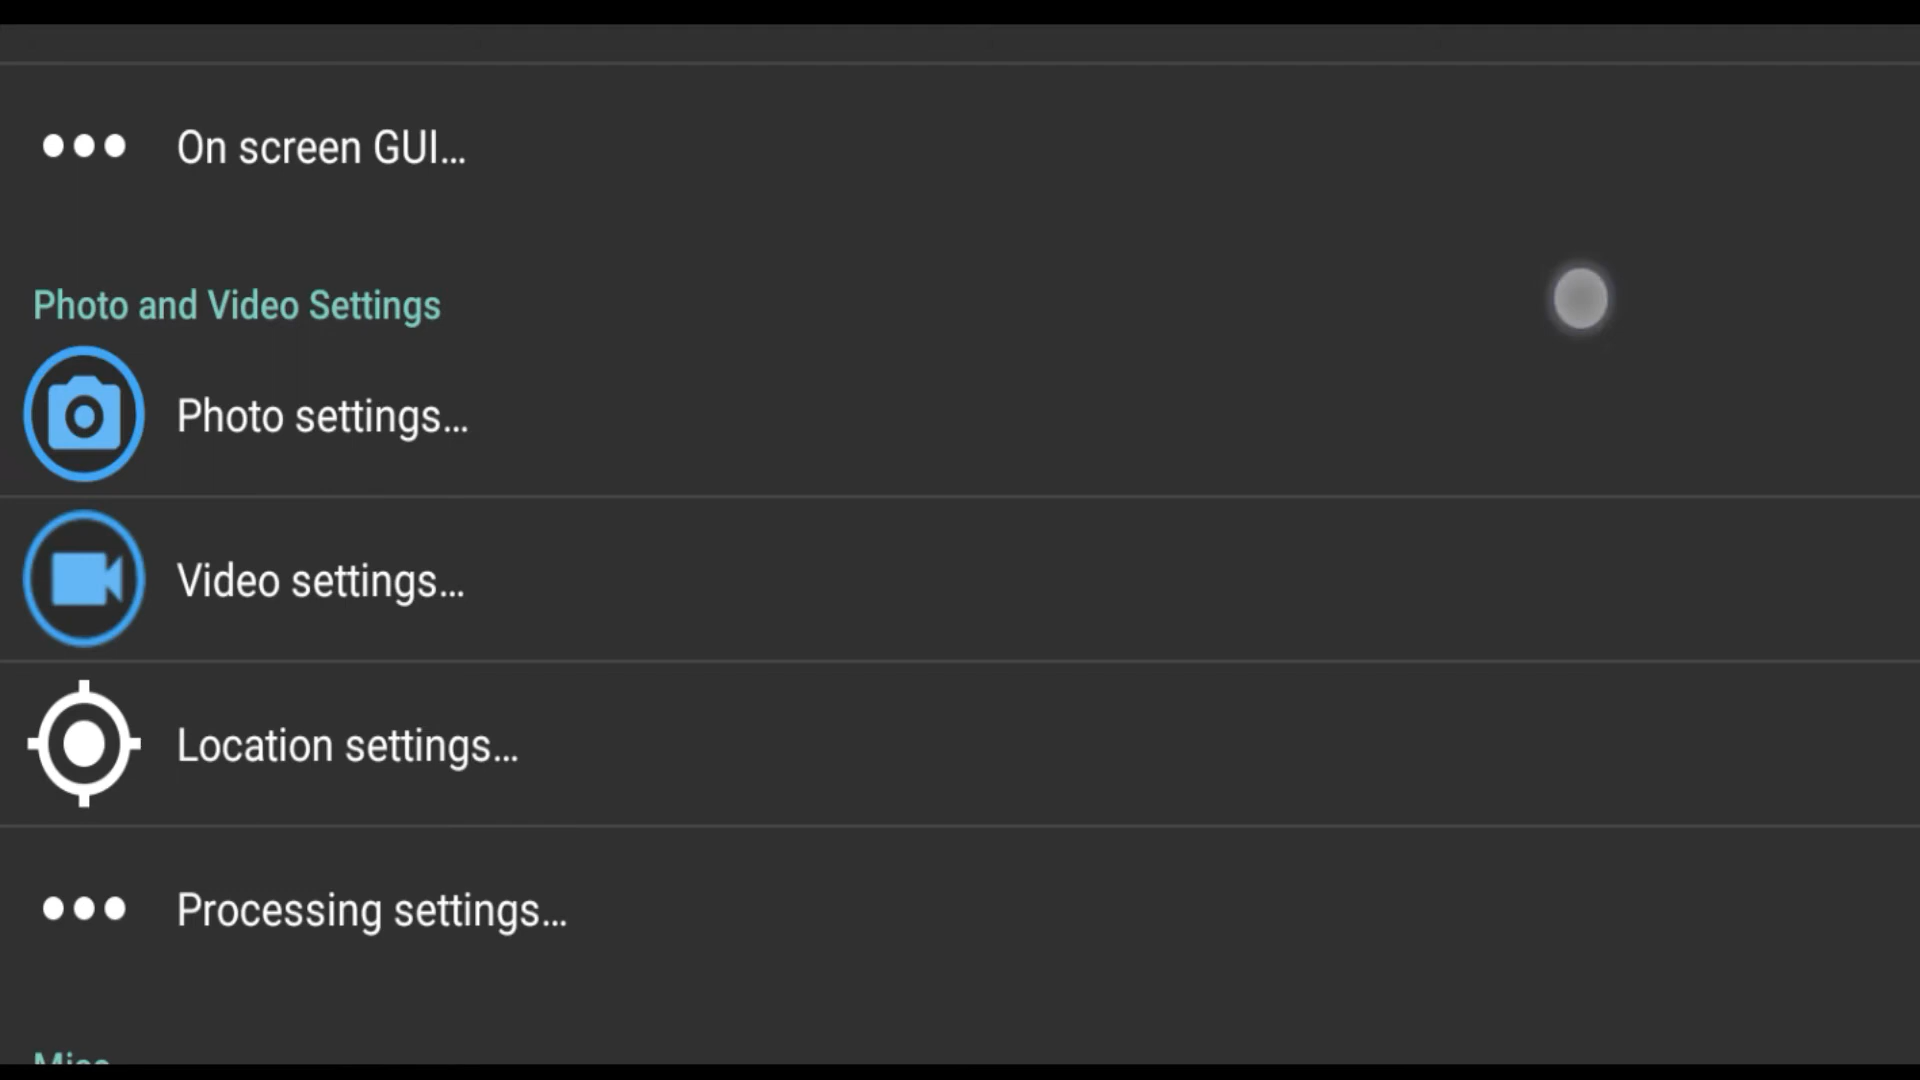 On screen GUI...
Photo and Video Settings
Photo settings...
Video settings...
Location settings...
Processing settings...